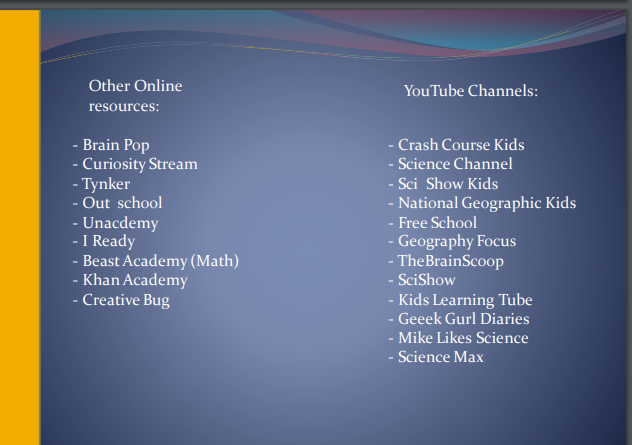 Other Online
resources:
- Brain Pop
- Curiosity Stream
- Tynker
- Out  school
- Unacdemy
- I Ready
- Beast Academy (Math)
- Khan Academy
- Creative Bug
YouTube Channels:
- Crash Course Kids
- Science Channel
- Sci  Show Kids
- National Geographic Kids
- Free School
- Geography Focus
- TheBrainScoop
- SciShow
- Kids Learning Tube
- Geeek Gurl Diaries
- Mike Likes Science
- Science Max